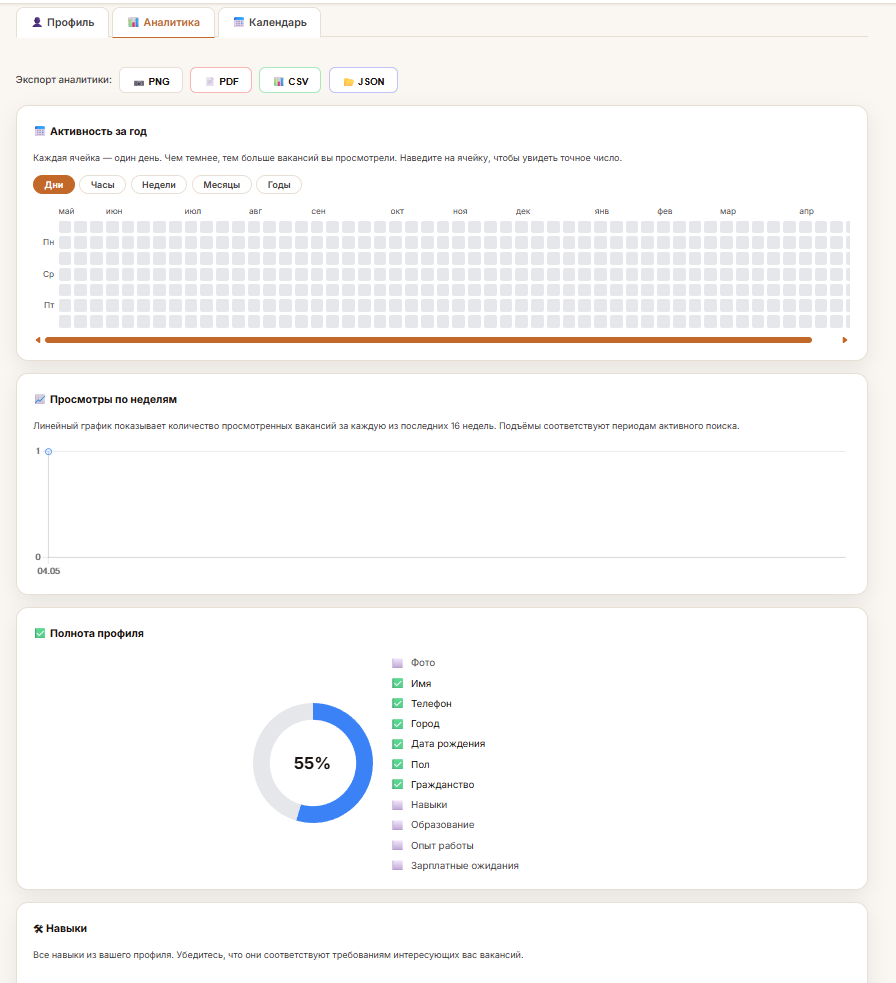 Профиль Аналитика Календарь
Экспорт аналитики: PNG PDF CSV JSON
Активность за год
Каждая ячейка — один день. Чем темнее, тем больше вакансий вы просмотрели. Наведите на ячейку, чтобы увидеть точное число.
Дни Часы Недели Месяцы Годы
май июн июл авг сен окт ноя дек янв фев мар апр
Пн
Ср
Пт
Просмотры по неделям
Линейный график показывает количество просмотренных вакансий за каждую из последних 16 недель. Подъёмы соответствуют периодам активного поиска.
1
0
04.05
Полнота профиля
55%
Фото
Имя
Телефон
Город
Дата рождения
Пол
Гражданство
Навыки
Образование
Опыт работы
Зарплатные ожидания
Навыки
Все навыки из вашего профиля. Убедитесь, что они соответствуют требованиям интересующих вас вакансий.